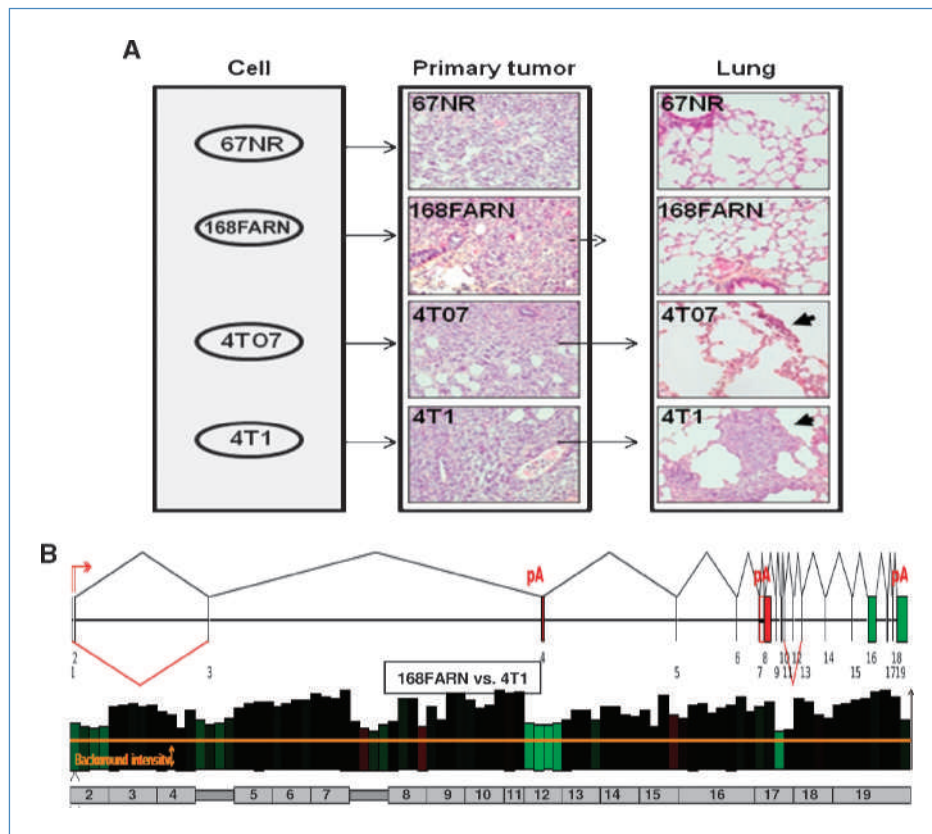 A
Cell
Primary tumor
Lung
67NR
67NR
67NR
168FARN
168FARN
168FARN
4T07
4T07
4T07
4T1
4T1
4T1
B
pA
pA
pA
2
1
3
4
5
6
7
8
9
10
11
12
13
14
15
16
17
18
19
168FARN vs. 4T1
Background intensity
2 3 4 5 6 7 8 9 10 11 12 13 14 15 16 17 18 19